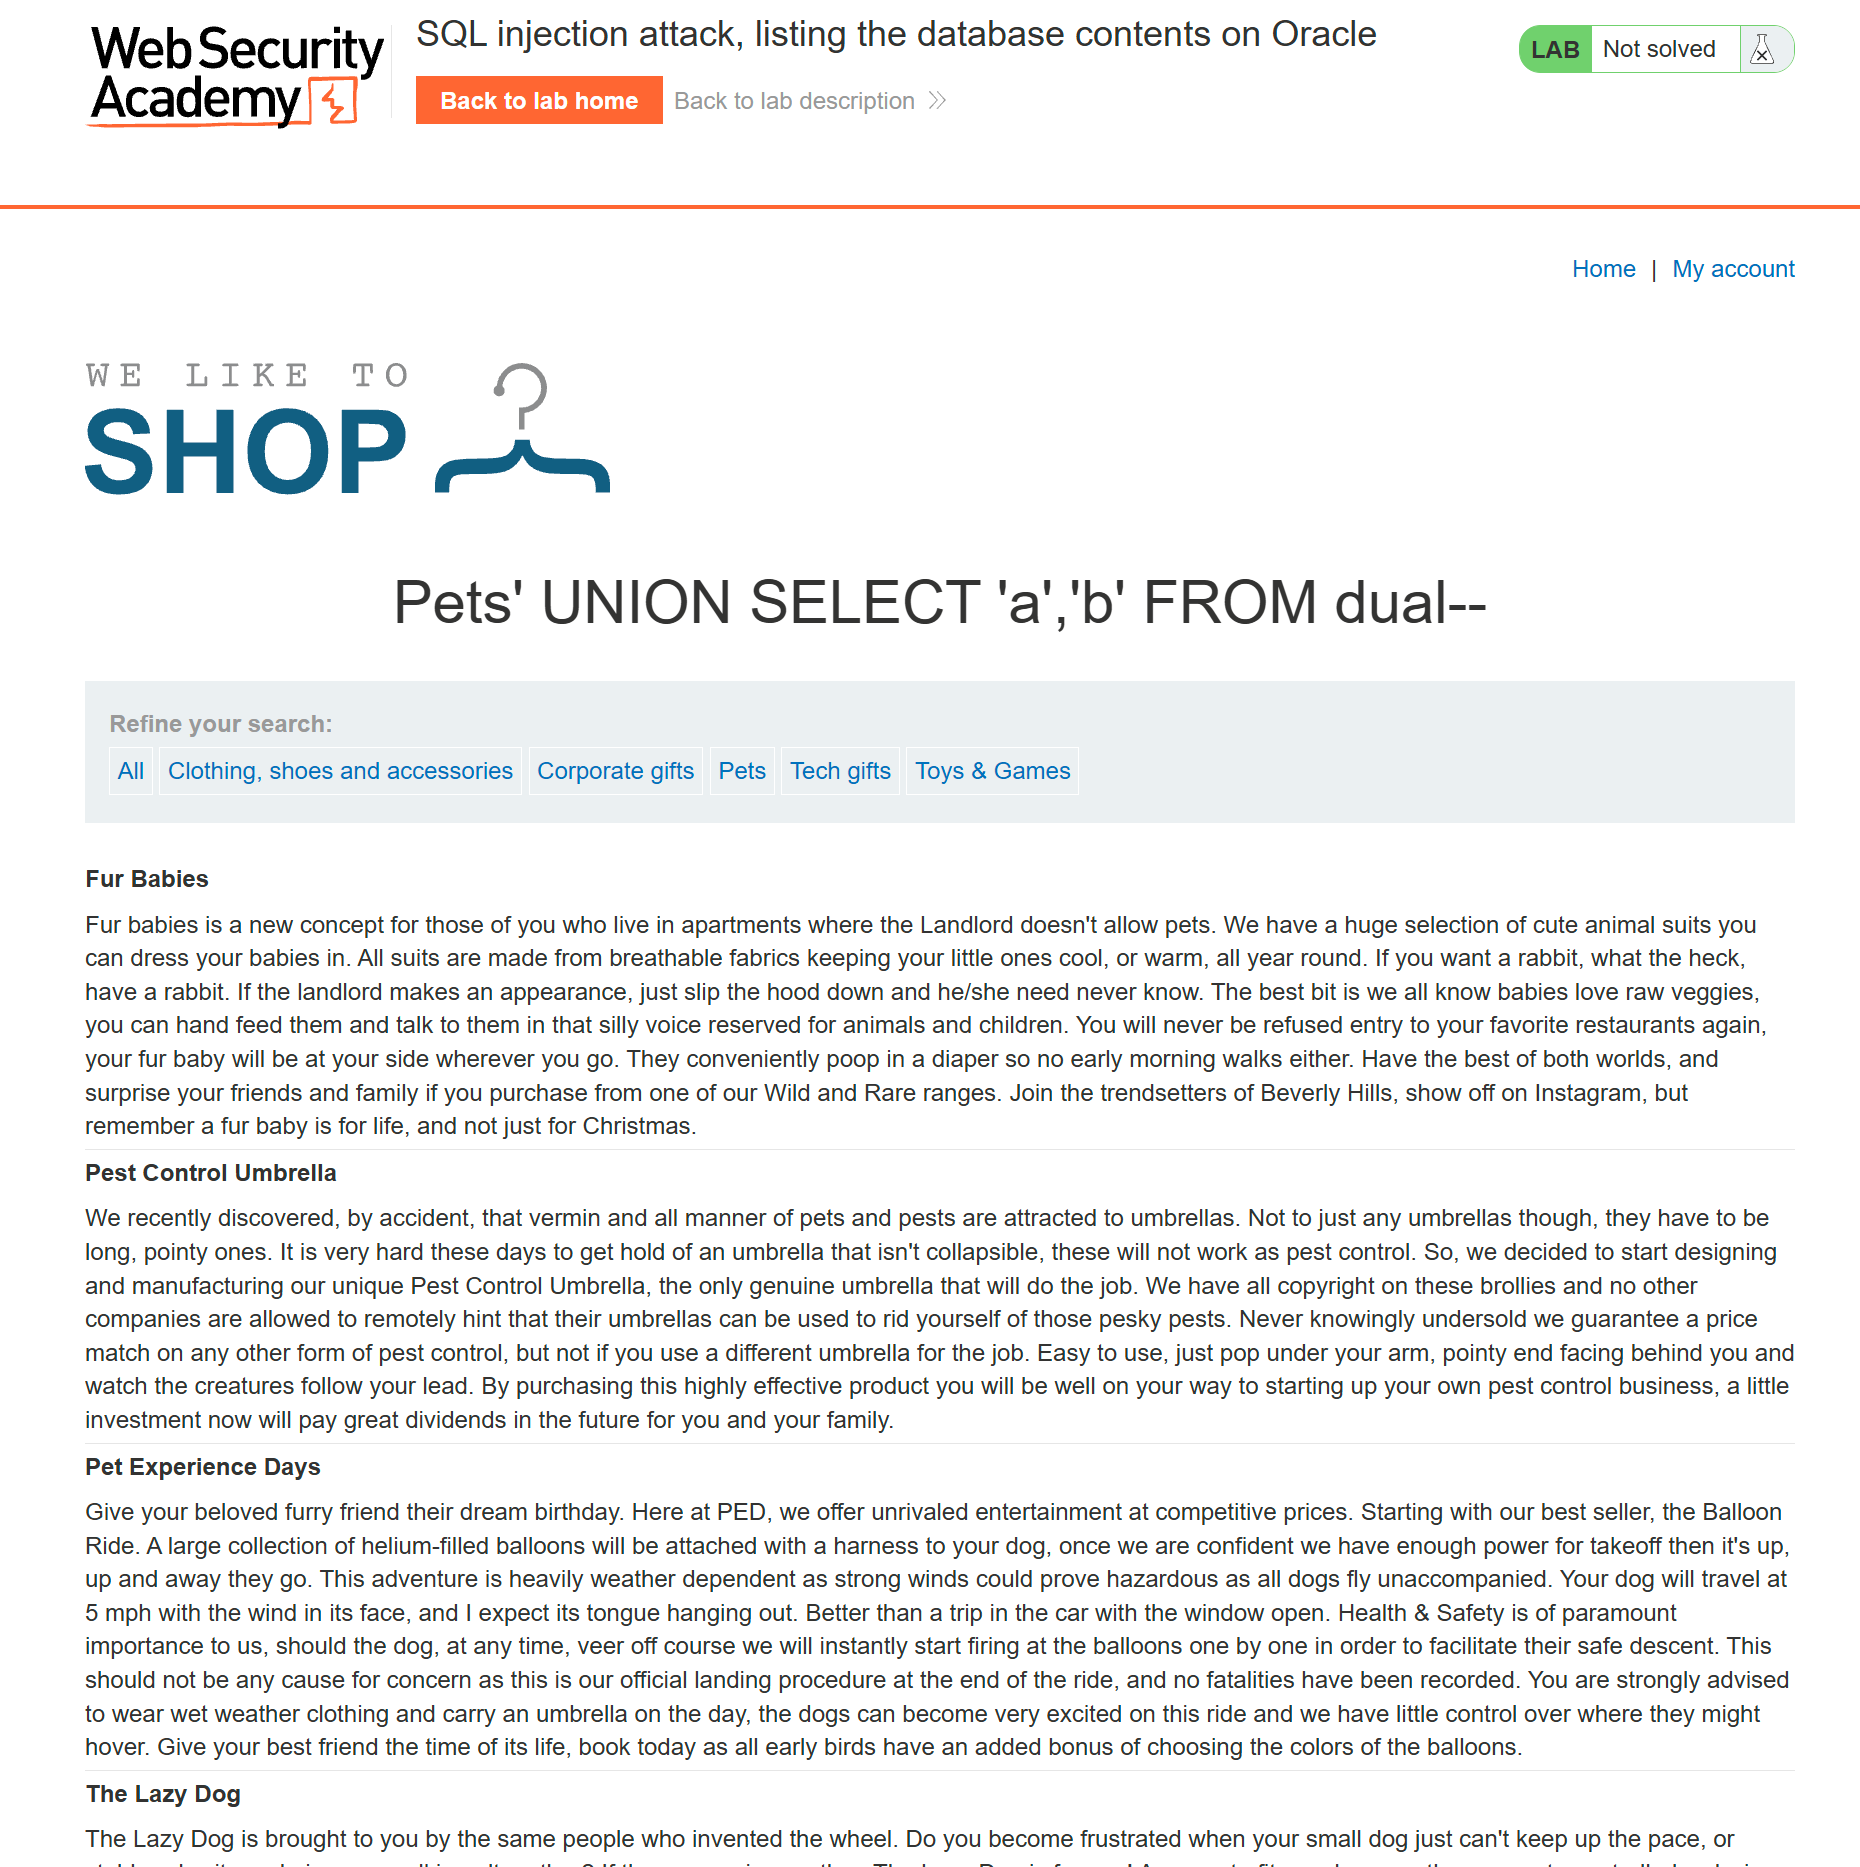 Web Security
Academy
SQL injection attack, listing the database contents on Oracle
Back to lab home
Back to lab description
LAB
Not solved
Home | My account
WE LIKE TO
SHOP
Pets' UNION SELECT 'a','b' FROM dual--
Refine your search:
All
Clothing, shoes and accessories
Corporate gifts
Pets
Tech gifts
Toys & Games
Fur Babies
Fur babies is a new concept for those of you who live in apartments where the Landlord doesn't allow pets. We have a huge selection of cute animal suits you
can dress your babies in. All suits are made from breathable fabrics keeping your little ones cool, or warm, all year round. If you want a rabbit, what the heck,
have a rabbit. If the landlord makes an appearance, just slip the hood down and he/she need never know. The best bit is we all know babies love raw veggies,
you can hand feed them and talk to them in that silly voice reserved for animals and children. You will never be refused entry to your favorite restaurants again,
your fur baby will be at your side wherever you go. They conveniently poop in a diaper so no early morning walks either. Have the best of both worlds, and
surprise your friends and family if you purchase from one of our Wild and Rare ranges. Join the trendsetters of Beverly Hills, show off on Instagram, but
remember a fur baby is for life, and not just for Christmas.
Pest Control Umbrella
We recently discovered, by accident, that vermin and all manner of pets and pests are attracted to umbrellas. Not to just any umbrellas though, they have to be
long, pointy ones. It is very hard these days to get hold of an umbrella that isn't collapsible, these will not work as pest control. So, we decided to start designing
and manufacturing our unique Pest Control Umbrella, the only genuine umbrella that will do the job. We have all copyright on these brollies and no other
companies are allowed to remotely hint that their umbrellas can be used to rid yourself of those pesky pests. Never knowingly undersold we guarantee a price
match on any other form of pest control, but not if you use a different umbrella for the job. Easy to use, just pop under your arm, pointy end facing behind you and
watch the creatures follow your lead. By purchasing this highly effective product you will be well on your way to starting up your own pest control business, a little
investment now will pay great dividends in the future for you and your family.
Pet Experience Days
Give your beloved furry friend their dream birthday. Here at PED, we offer unrivaled entertainment at competitive prices. Starting with our best seller, the Balloon
Ride. A large collection of helium-filled balloons will be attached with a harness to your dog, once we are confident we have enough power for takeoff then it's up,
up and away they go. This adventure is heavily weather dependent as strong winds could prove hazardous as all dogs fly unaccompanied. Your dog will travel at
5 mph with the wind in its face, and I expect its tongue hanging out. Better than a trip in the car with the window open. Health & Safety is of paramount
importance to us, should the dog, at any time, veer off course we will instantly start firing at the balloons one by one in order to facilitate their safe descent. This
should not be any cause for concern as this is our official landing procedure at the end of the ride, and no fatalities have been recorded. You are strongly advised
to wear wet weather clothing and carry an umbrella on the day, the dogs can become very excited on this ride and we have little control over where they might
hover. Give your best friend the time of its life, book today as all early birds have an added bonus of choosing the colors of the balloons.
The Lazy Dog
The Lazy Dog is brought to you by the same people who invented the wheel. Do you become frustrated when your small dog just can't keep up the pace, or